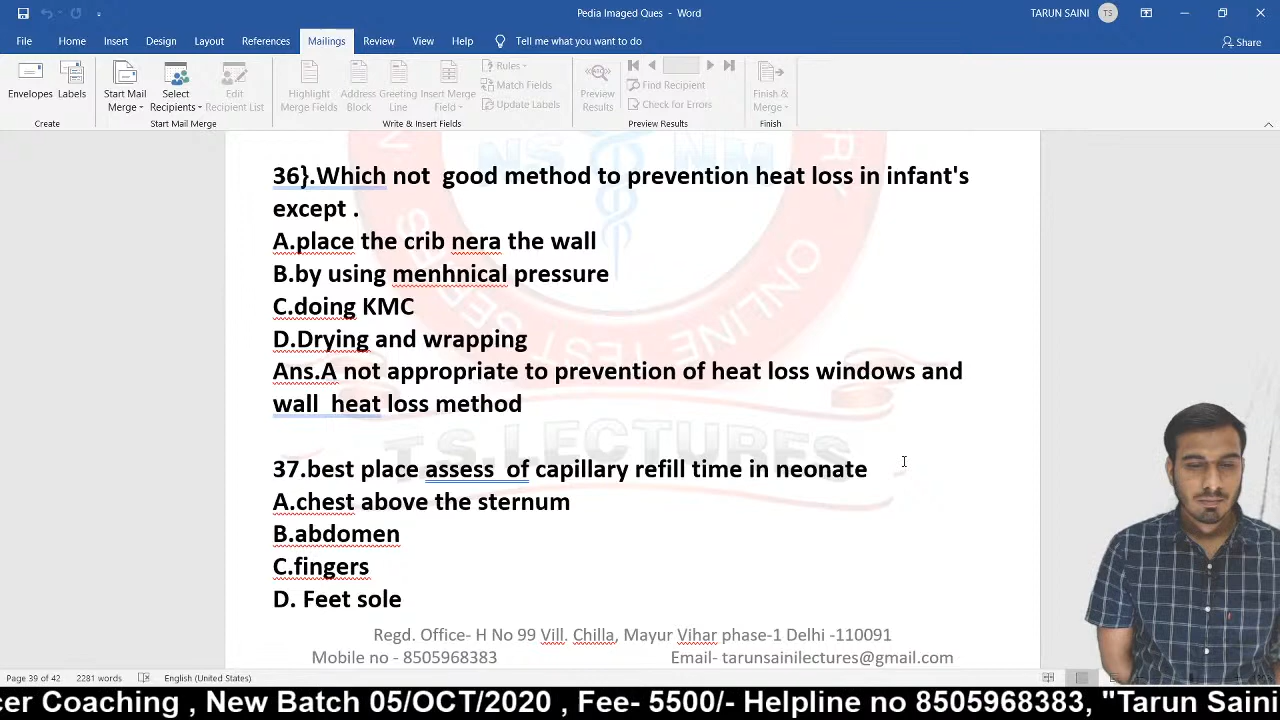 Pedia Imaged Ques - Word
TARUN SAINI TS
File Home Insert Design Layout References Mailings Review View Help Tell me what you want to do Share
Envelopes Labels
Create
Start Mail Merge Select Recipients Edit Recipient List
Start Mail Merge
Highlight Merge Fields Address Block Greeting Line Insert Merge Field
Rules
Match Fields
Update Labels
Write & Insert Fields
Preview Results
Find Recipient
Check for Errors
Preview Results
Finish & Merge
Finish
36}.Which not good method to prevention heat loss in infant's
except .
A.place the crib nera the wall
B.by using menhnical pressure
C.doing KMC
D.Drying and wrapping
Ans.A not appropriate to prevention of heat loss windows and
wall heat loss method
37.best place assess of capillary refill time in neonate
A.chest above the sternum
B.abdomen
C.fingers
D. Feet sole
NS NM
ONLINE TEST
T.S.LECTURES
Regd. Office- H No 99 Vill. Chilla, Mayur Vihar phase-1 Delhi -110091
Mobile no - 8505968383 Email- tarunsainilectures@gmail.com
Page 39 of 42 2281 words English (United States)
cer Coaching , New Batch 05/OCT/2020 , Fee- 5500/- Helpline no 8505968383, "Tarun Saini